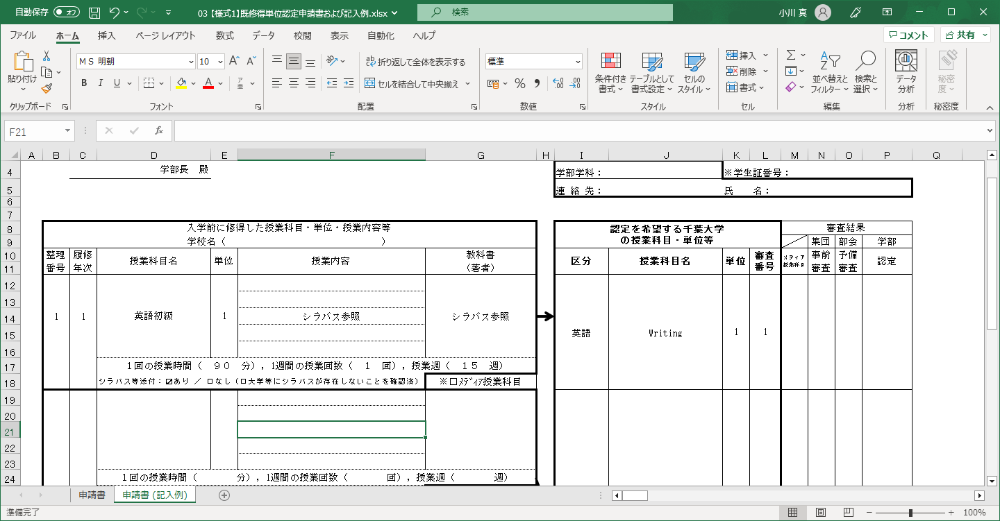 自動保存 オフ 03 【様式1】既修得単位認定申請書および記入例.xlsx 検索 小川 真
ファイル ホーム 挿入 ページ レイアウト 数式 データ 校閲 表示 自動化 ヘルプ コメント 共有
貼り付け
クリップボード
ＭＳ 明朝 10
B I U
フォント
折り返して全体を表示する
セルを結合して中央揃え
配置
標準
数値
条件付き書式
テーブルとして書式設定
セルのスタイル
スタイル
挿入
削除
書式
セル
並べ替えとフィルター
検索と選択
編集
データ分析
分析
秘密度
秘密度
F21 fx
A B C D E F G H I J K L M N O P Q
4 学部長 殿 学部学科： ※学生証番号：
5 連 絡 先： 氏 名：
6
7
8 入学前に修得した授業科目・単位・授業内容等 認定を希望する千葉大学 審査結果
9 学校名（ ） の授業科目・単位等 集団 部会 学部
10 整理 履修 授業科目名 単位 授業内容 教科書 区分 授業科目名 単位 審査 メディア 事前 予備 認定
11 番号 年次 （著者） 番号 授業科目 審査 審査
12
13
14 1 1 英語初級 1 シラバス参照 シラバス参照
15 英語 Writing 1 1
16
17 １回の授業時間（ ９０ 分），1週間の授業回数（ １ 回），授業週（ １５ 週）
18 シラバス等添付：☑あり ／ ロなし（ロ大学等にシラバスが存在しないことを確認済） ※口ﾒﾃﾞｨｱ授業科目
19
20
21
22
23
24 １回の授業時間（ 分），1週間の授業回数（ 回），授業週（ 週）
申請書 申請書 (記入例)
準備完了 100%